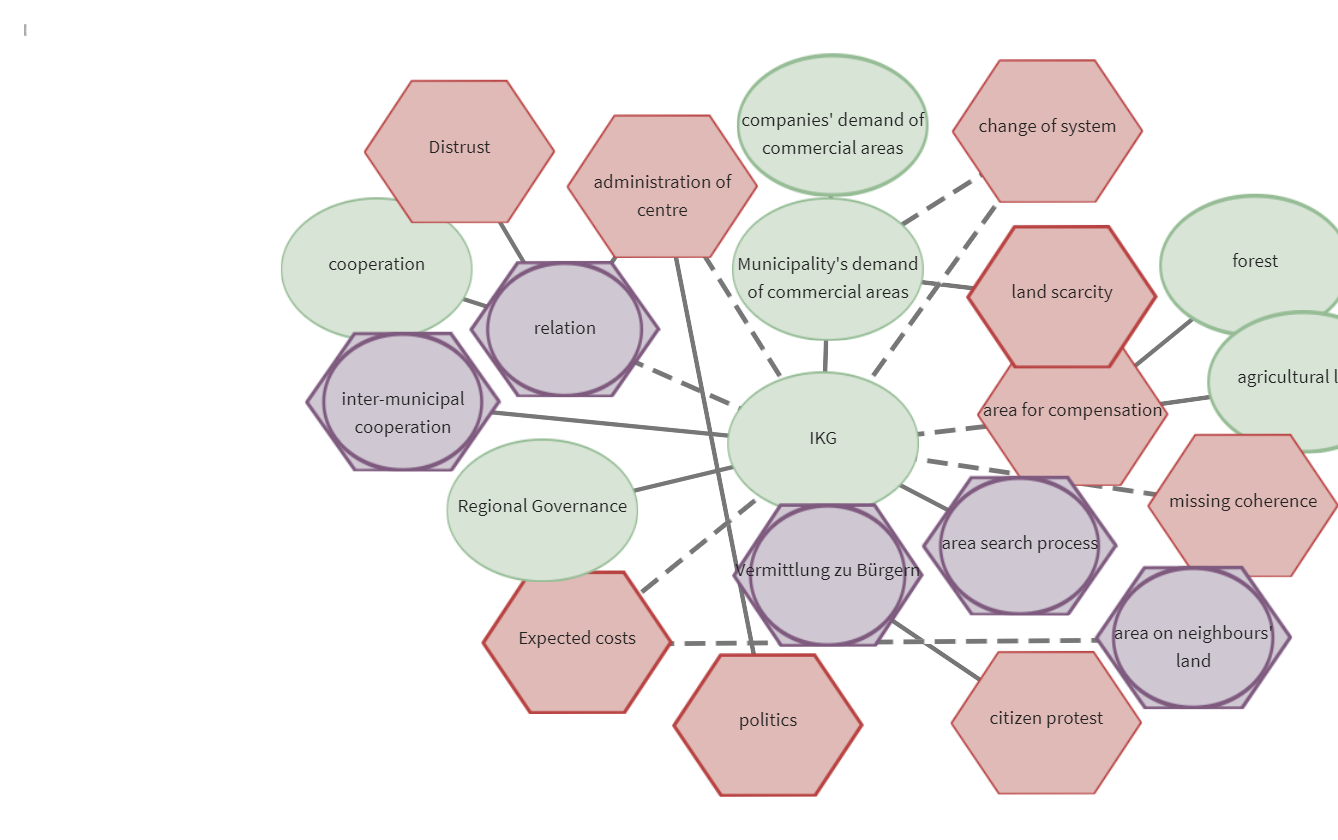 companies' demand of
commercial areas
change of system
Distrust
administration of
centre
cooperation
Municipality's demand
of commercial areas
forest
land scarcity
relation
agricultural
inter-municipal
cooperation
area for compensation
IKG
Regional Governance
missing coherence
area search process
Vermittlung zu Bürgern
Expected costs
area on neighbours'
land
politics
citizen protest